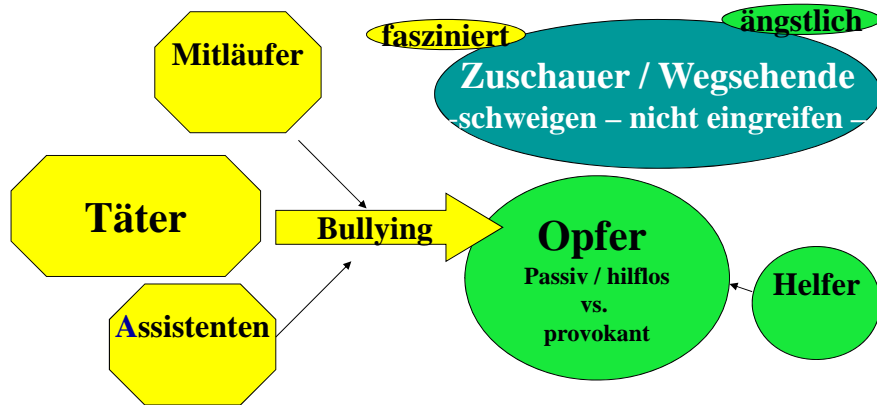 Mitläufer
fasziniert
ängstlich
Zuschauer / Wegsehende
-schweigen – nicht eingreifen –
Täter
Bullying
Opfer
Passiv / hilflos
vs.
provokant
Helfer
Assistenten